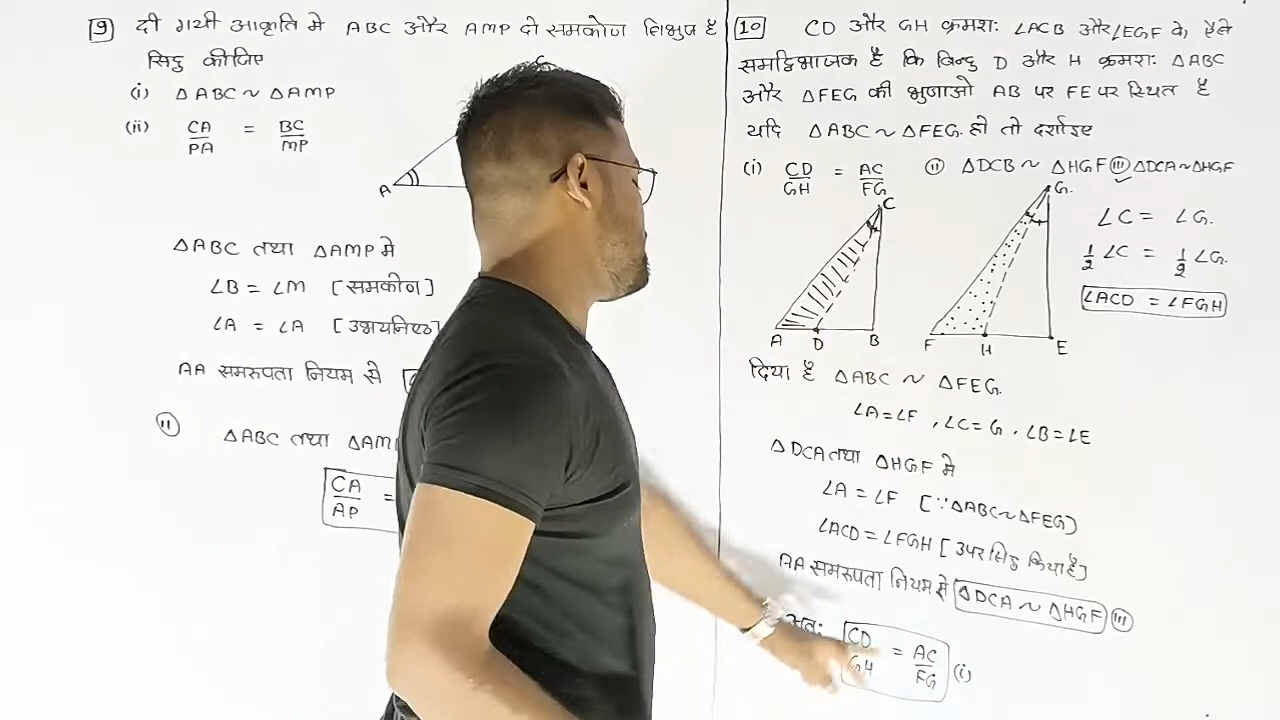 9 दी गयी आकृति मे ABC और AMP दो समकोण त्रिभुज है
सिद्ध कीजिए
(i) △ABC ~ △AMP
(ii) CA/PA = BC/MP
A
△ABC तथा △AMP मे
∠B = ∠M [समकोन]
∠A = ∠A [उभयनिष्ठ]
AA समरुपता नियम से
(II) △ABC तथा △AM
CA/AP =
10 CD और GH क्रमशः ∠ACB और ∠EGF के ऐसे
समद्विभाजक है कि बिन्दु D और H क्रमशः △ABC
और △FEG की भुजाओ AB पर FE पर स्थित है
यदि △ABC ~ △FEG. हो तो दर्शाइए
(i) CD/GH = AC/FG (II) △DCB ~ △HGF (III) △DCA ~ △HGF
C
A D B
G.
F H E
∠C = ∠G.
1/2 ∠C = 1/2 ∠G.
∠ACD = ∠FGH
दिया है △ABC ~ △FEG.
∠A = ∠F , ∠C = G , ∠B = ∠E
△DCA तथा △HGF मे
∠A = ∠F [∵ △ABC ~ △FEG]
∠ACD = ∠FGH [उपर सिद्ध किया है]
AA समरुपता नियम से △DCA ~ △HGF (III)
अतः CD/GH = AC/FG (i)